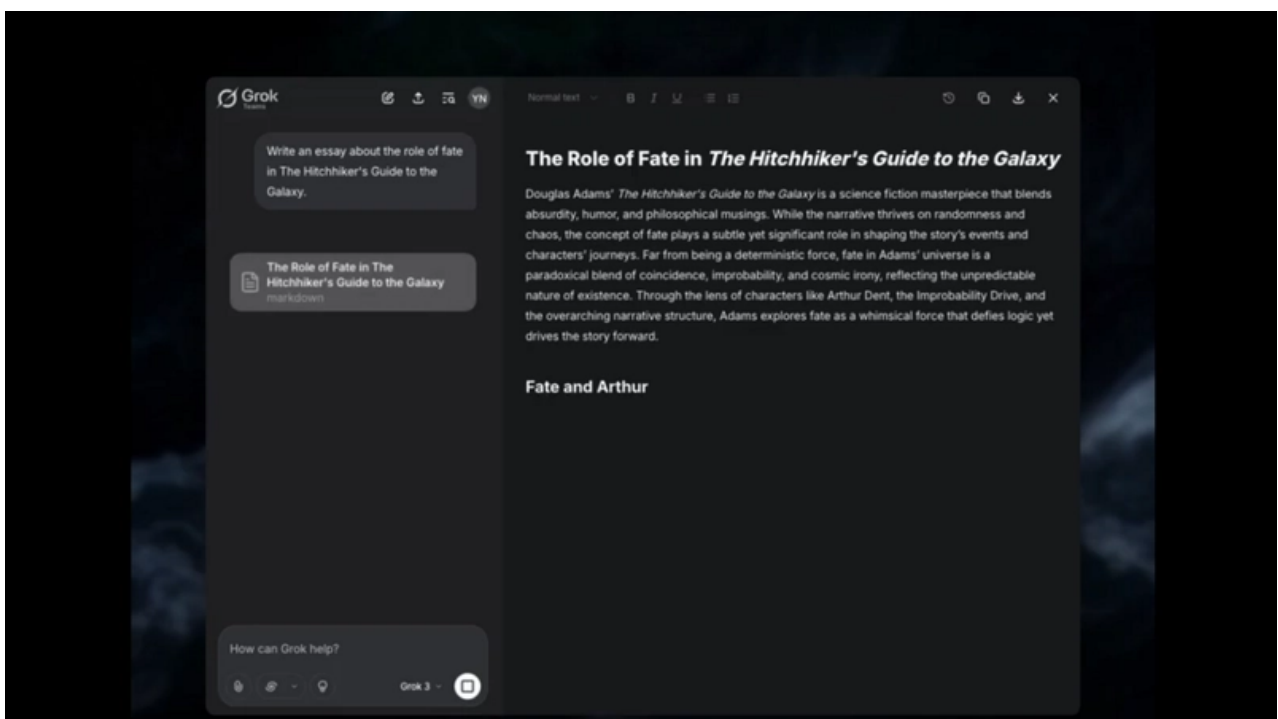 Grok
Teams
YN
Write an essay about the role of fate
in The Hitchhiker's Guide to the
Galaxy.
The Role of Fate in The
Hitchhiker's Guide to the Galaxy
markdown
How can Grok help?
Grok 3
Normal text
B I U
The Role of Fate in The Hitchhiker's Guide to the Galaxy
Douglas Adams' The Hitchhiker's Guide to the Galaxy is a science fiction masterpiece that blends
absurdity, humor, and philosophical musings. While the narrative thrives on randomness and
chaos, the concept of fate plays a subtle yet significant role in shaping the story's events and
characters' journeys. Far from being a deterministic force, fate in Adams' universe is a
paradoxical blend of coincidence, improbability, and cosmic irony, reflecting the unpredictable
nature of existence. Through the lens of characters like Arthur Dent, the Improbability Drive, and
the overarching narrative structure, Adams explores fate as a whimsical force that defies logic yet
drives the story forward.
Fate and Arthur